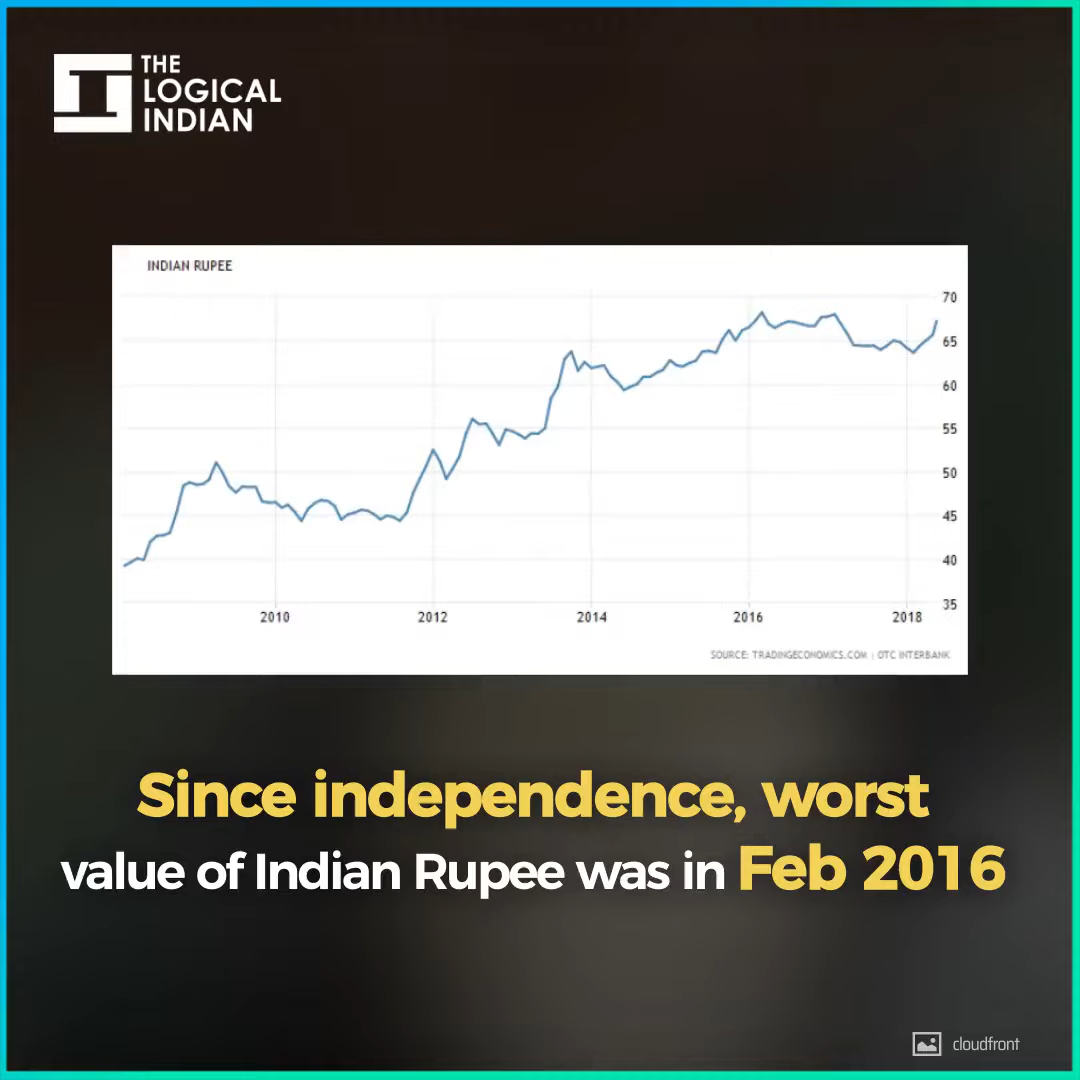 THE
LOGICAL
INDIAN
INDIAN RUPEE
70
65
60
55
50
45
40
35
2010 2012 2014 2016 2018
SOURCE: TRADINGECONOMICS.COM | OTC INTERBANK
Since independence, worst
value of Indian Rupee was in Feb 2016
cloudfront